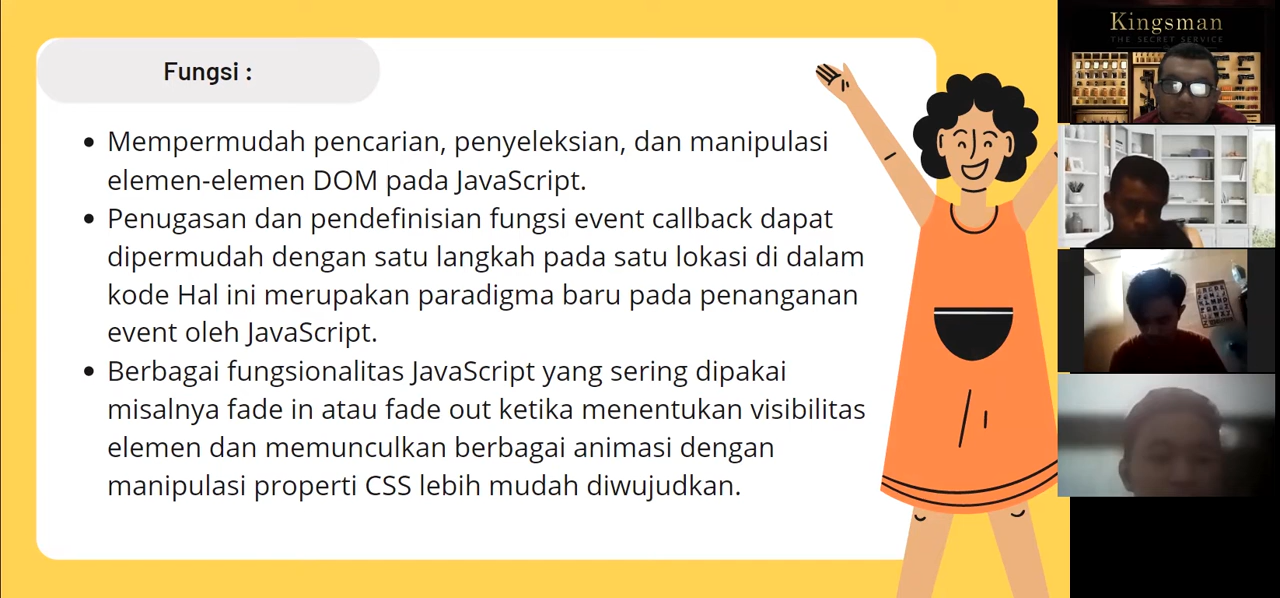 Fungsi :
• Mempermudah pencarian, penyeleksian, dan manipulasi
elemen-elemen DOM pada JavaScript.
• Penugasan dan pendefinisian fungsi event callback dapat
dipermudah dengan satu langkah pada satu lokasi di dalam
kode Hal ini merupakan paradigma baru pada penanganan
event oleh JavaScript.
• Berbagai fungsionalitas JavaScript yang sering dipakai
misalnya fade in atau fade out ketika menentukan visibilitas
elemen dan memunculkan berbagai animasi dengan
manipulasi properti CSS lebih mudah diwujudkan.
Kingsman
THE SECRET SERVICE